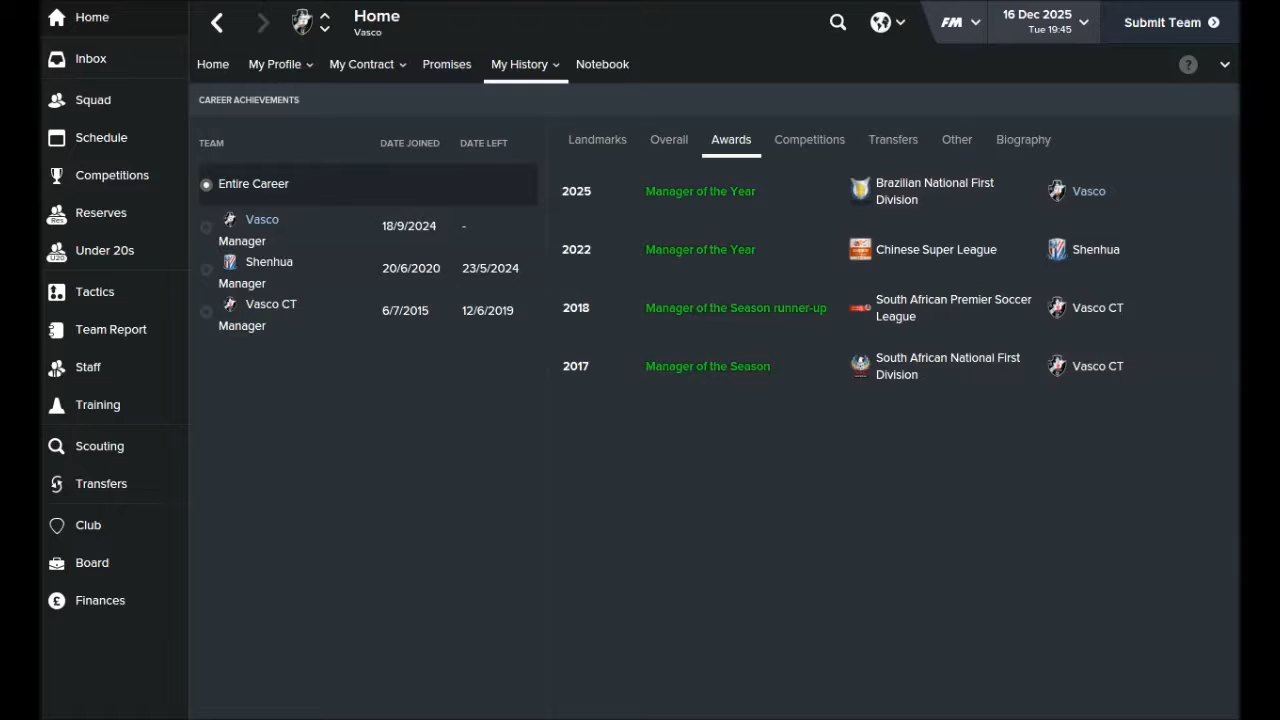 Home
Inbox
Squad
Schedule
Competitions
Res
Reserves
U20
Under 20s
Tactics
Team Report
Staff
Training
Scouting
Transfers
Club
Board
£
Finances
Home
Vasco
FM
16 Dec 2025
Tue 19:45
Submit Team
Home
My Profile
My Contract
Promises
My History
Notebook
?
CAREER ACHIEVEMENTS
TEAM
DATE JOINED
DATE LEFT
Entire Career
Vasco
Manager
18/9/2024
-
Shenhua
Manager
20/6/2020
23/5/2024
Vasco CT
Manager
6/7/2015
12/6/2019
Landmarks
Overall
Awards
Competitions
Transfers
Other
Biography
2025
Manager of the Year
Brazilian National First
Division
Vasco
2022
Manager of the Year
Chinese Super League
Shenhua
2018
Manager of the Season runner-up
South African Premier Soccer
League
Vasco CT
2017
Manager of the Season
South African National First
Division
Vasco CT